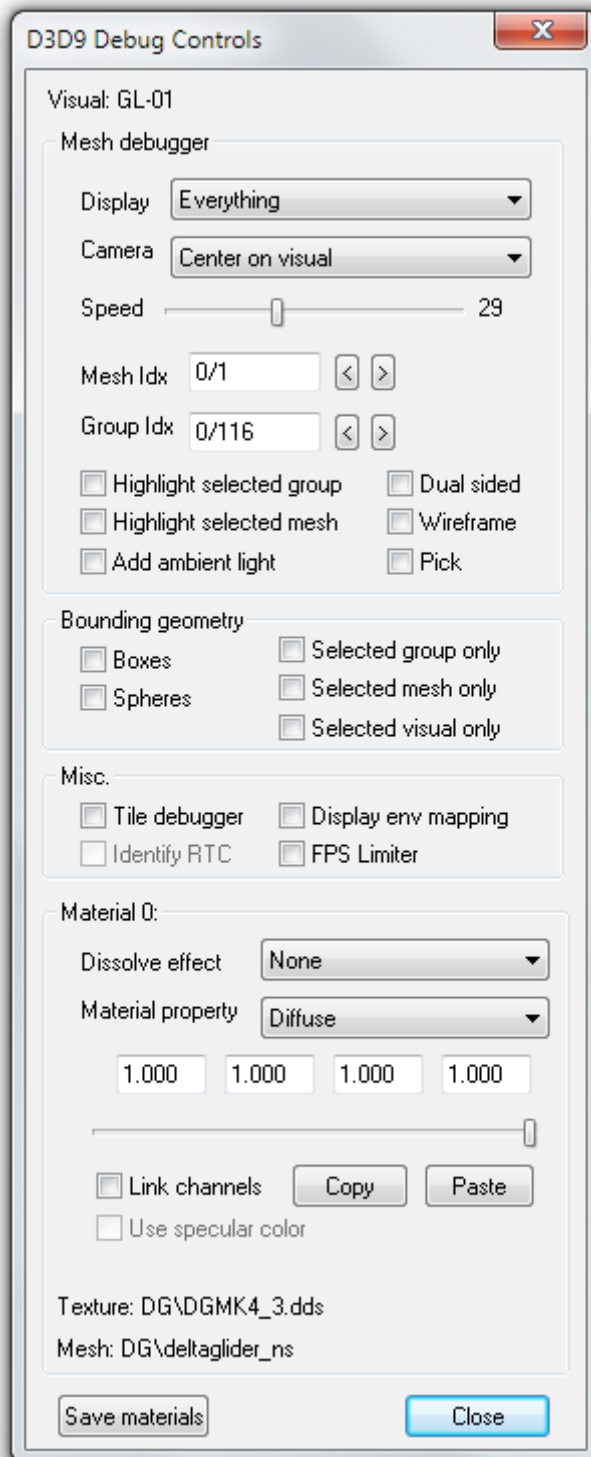 D3D9 Debug Controls
Visual: GL-01
Mesh debugger
Display Everything
Camera Center on visual
Speed 29
Mesh Idx 0/1 < >
Group Idx 0/116 < >
Highlight selected group Dual sided
Highlight selected mesh Wireframe
Add ambient light Pick
Bounding geometry
Boxes Selected group only
Spheres Selected mesh only
Selected visual only
Misc.
Tile debugger Display env mapping
Identify RTC FPS Limiter
Material 0:
Dissolve effect None
Material property Diffuse
1.000 1.000 1.000 1.000
Link channels Copy Paste
Use specular color
Texture: DG\DGMK4_3.dds
Mesh: DG\deltaglider_ns
Save materials Close